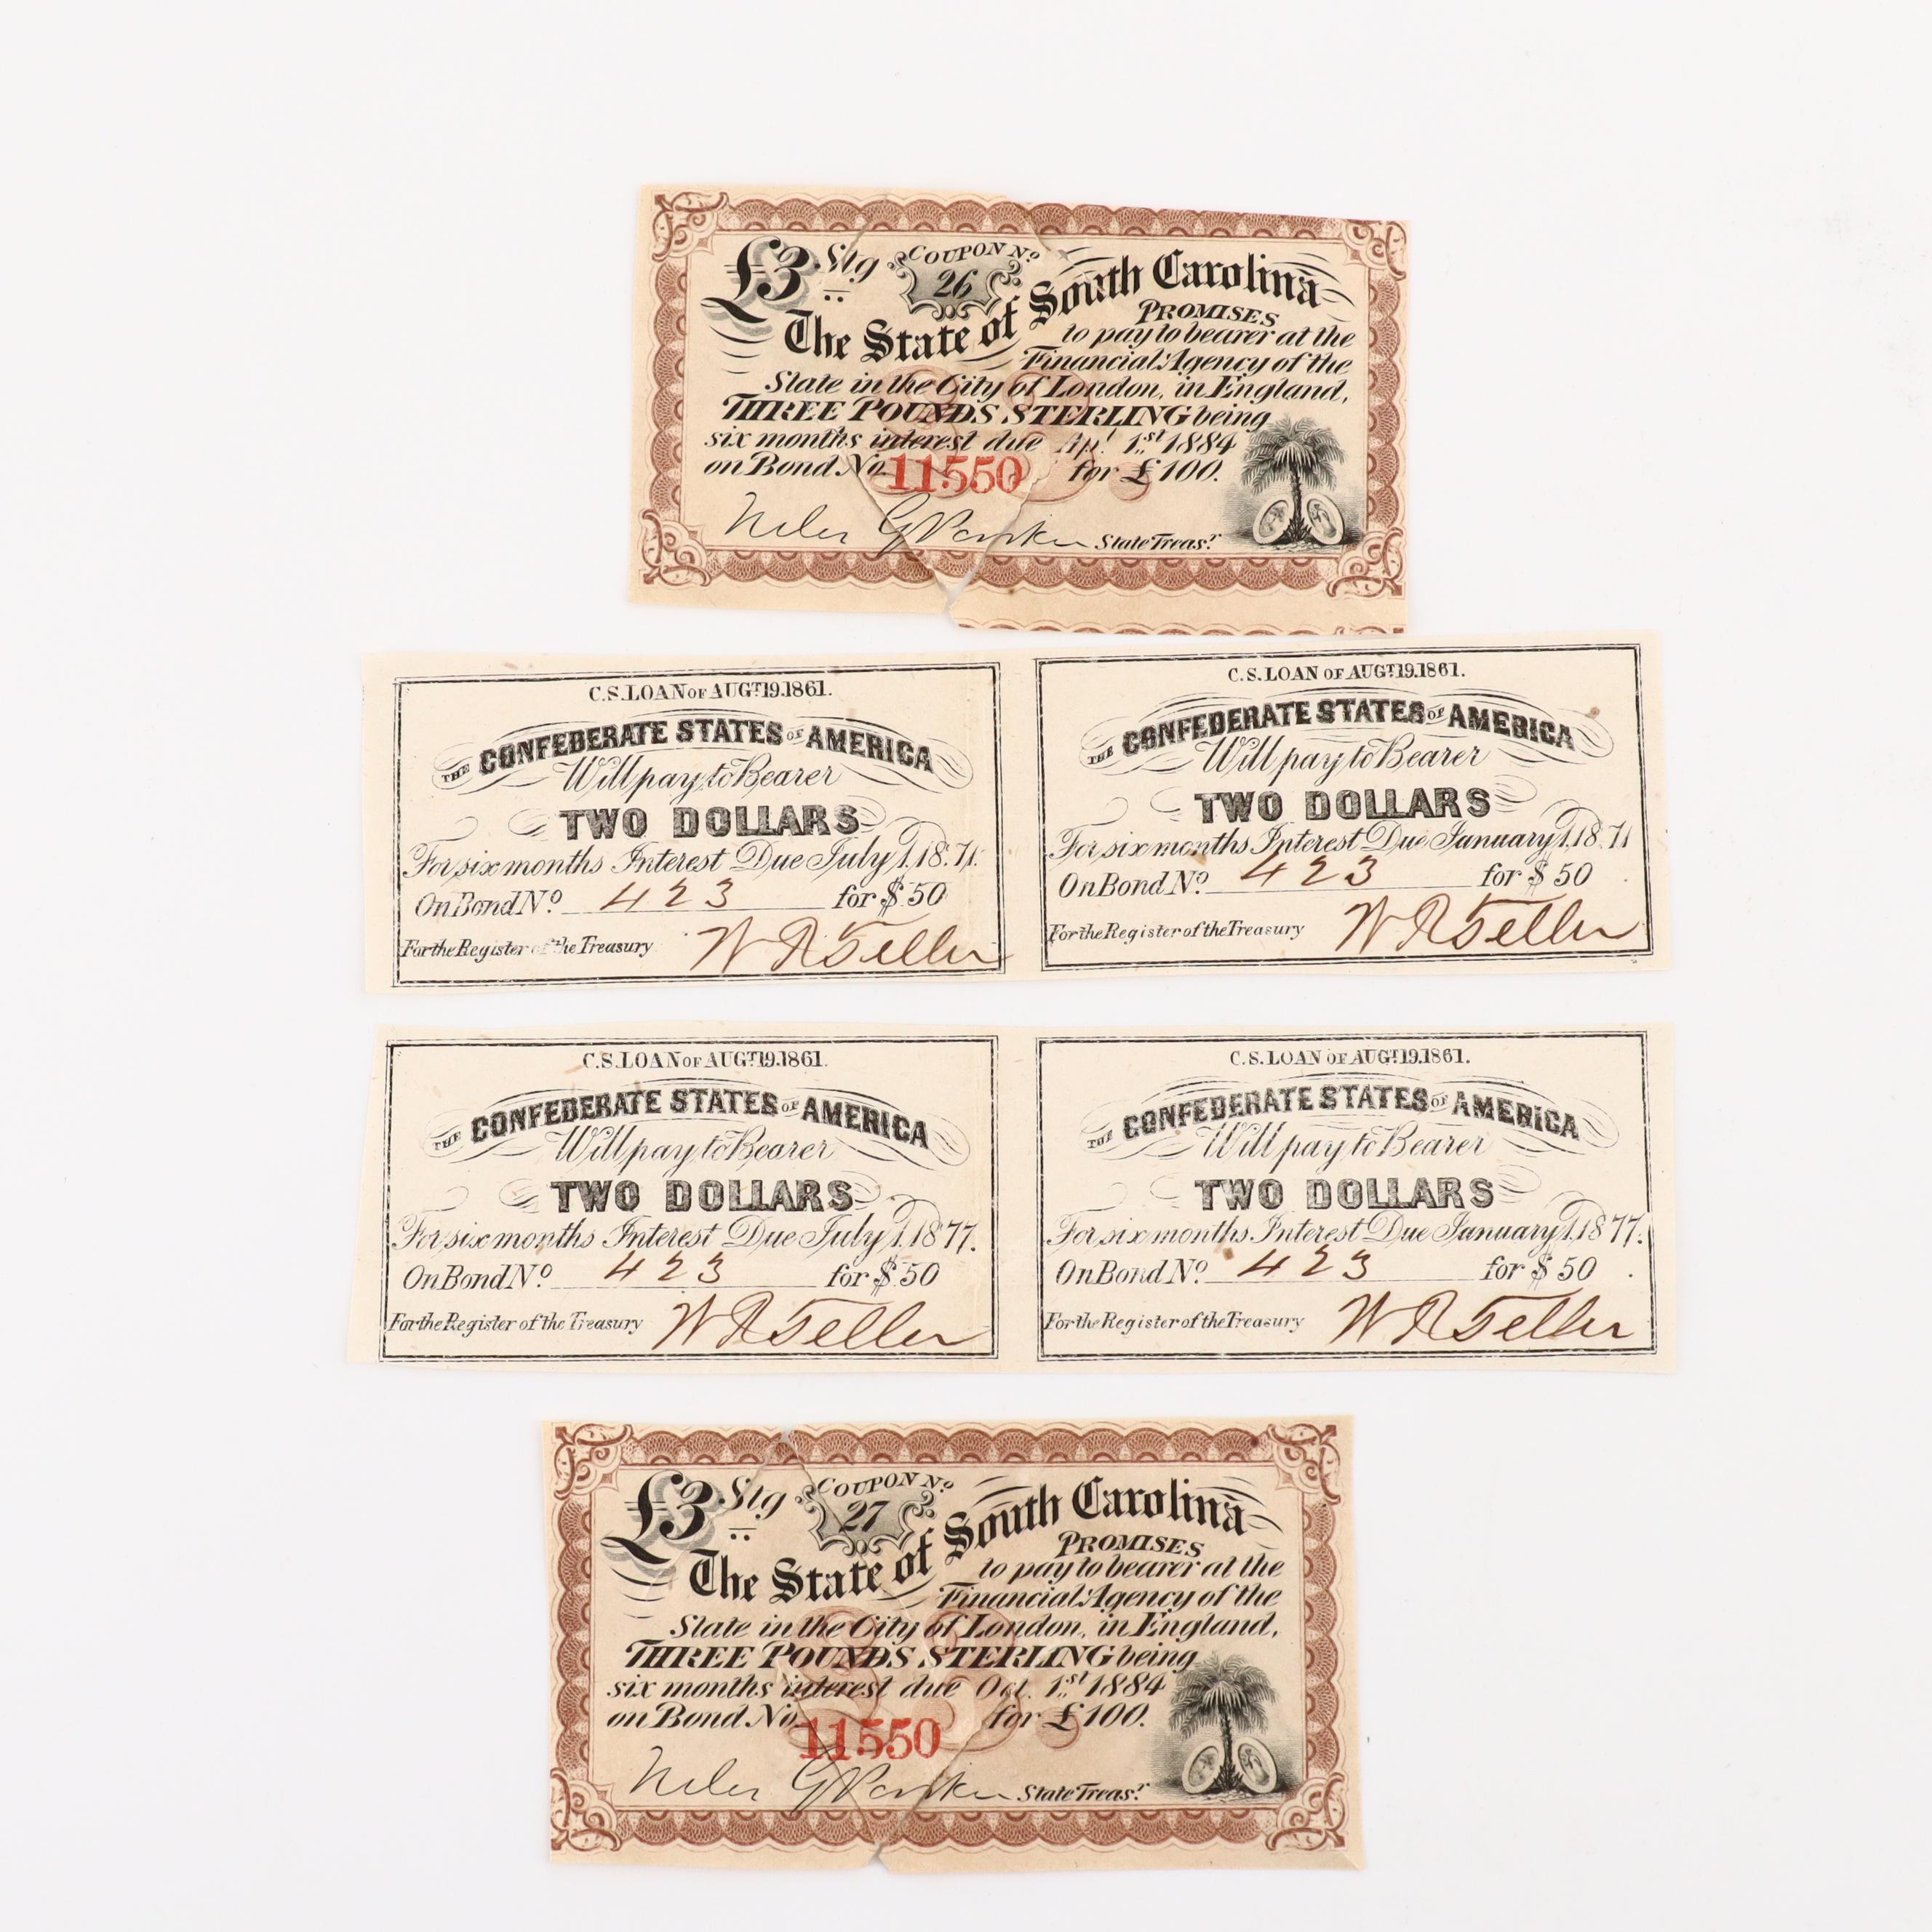 £3 Stg COUPON No.
26
The State of South Carolina
PROMISES
to pay to bearer at the
Financial Agency of the
State in the City of London, in England,
THREE POUNDS STERLING being
six months interest due Apl. 1st 1884
on Bond No. 11550 for £100.
Niles G Parker State Treasr.
C.S. LOAN OF AUGT. 19. 1861.
THE CONFEDERATE STATES OF AMERICA
Will pay to Bearer
TWO DOLLARS
For six months Interest Due July 1, 1871.
On Bond No. 423 for $50
For the Register of the Treasury
C.S. LOAN OF AUGT. 19. 1861.
THE CONFEDERATE STATES OF AMERICA
Will pay to Bearer
TWO DOLLARS
For six months Interest Due January 1, 1871
On Bond No. 423 for $50
For the Register of the Treasury
C.S. LOAN OF AUGT. 19. 1861.
THE CONFEDERATE STATES OF AMERICA
Will pay to Bearer
TWO DOLLARS
For six months Interest Due July 1, 1877.
On Bond No. 423 for $50
For the Register of the Treasury
C.S. LOAN OF AUGT. 19. 1861.
THE CONFEDERATE STATES OF AMERICA
Will pay to Bearer
TWO DOLLARS
For six months Interest Due January 1, 1877.
On Bond No. 423 for $50
For the Register of the Treasury
£3 Stg COUPON No.
27
The State of South Carolina
PROMISES
to pay to bearer at the
Financial Agency of the
State in the City of London, in England,
THREE POUNDS STERLING being
six months interest due Oct. 1st 1884
on Bond No. 11550 for £100.
Niles G Parker State Treasr.